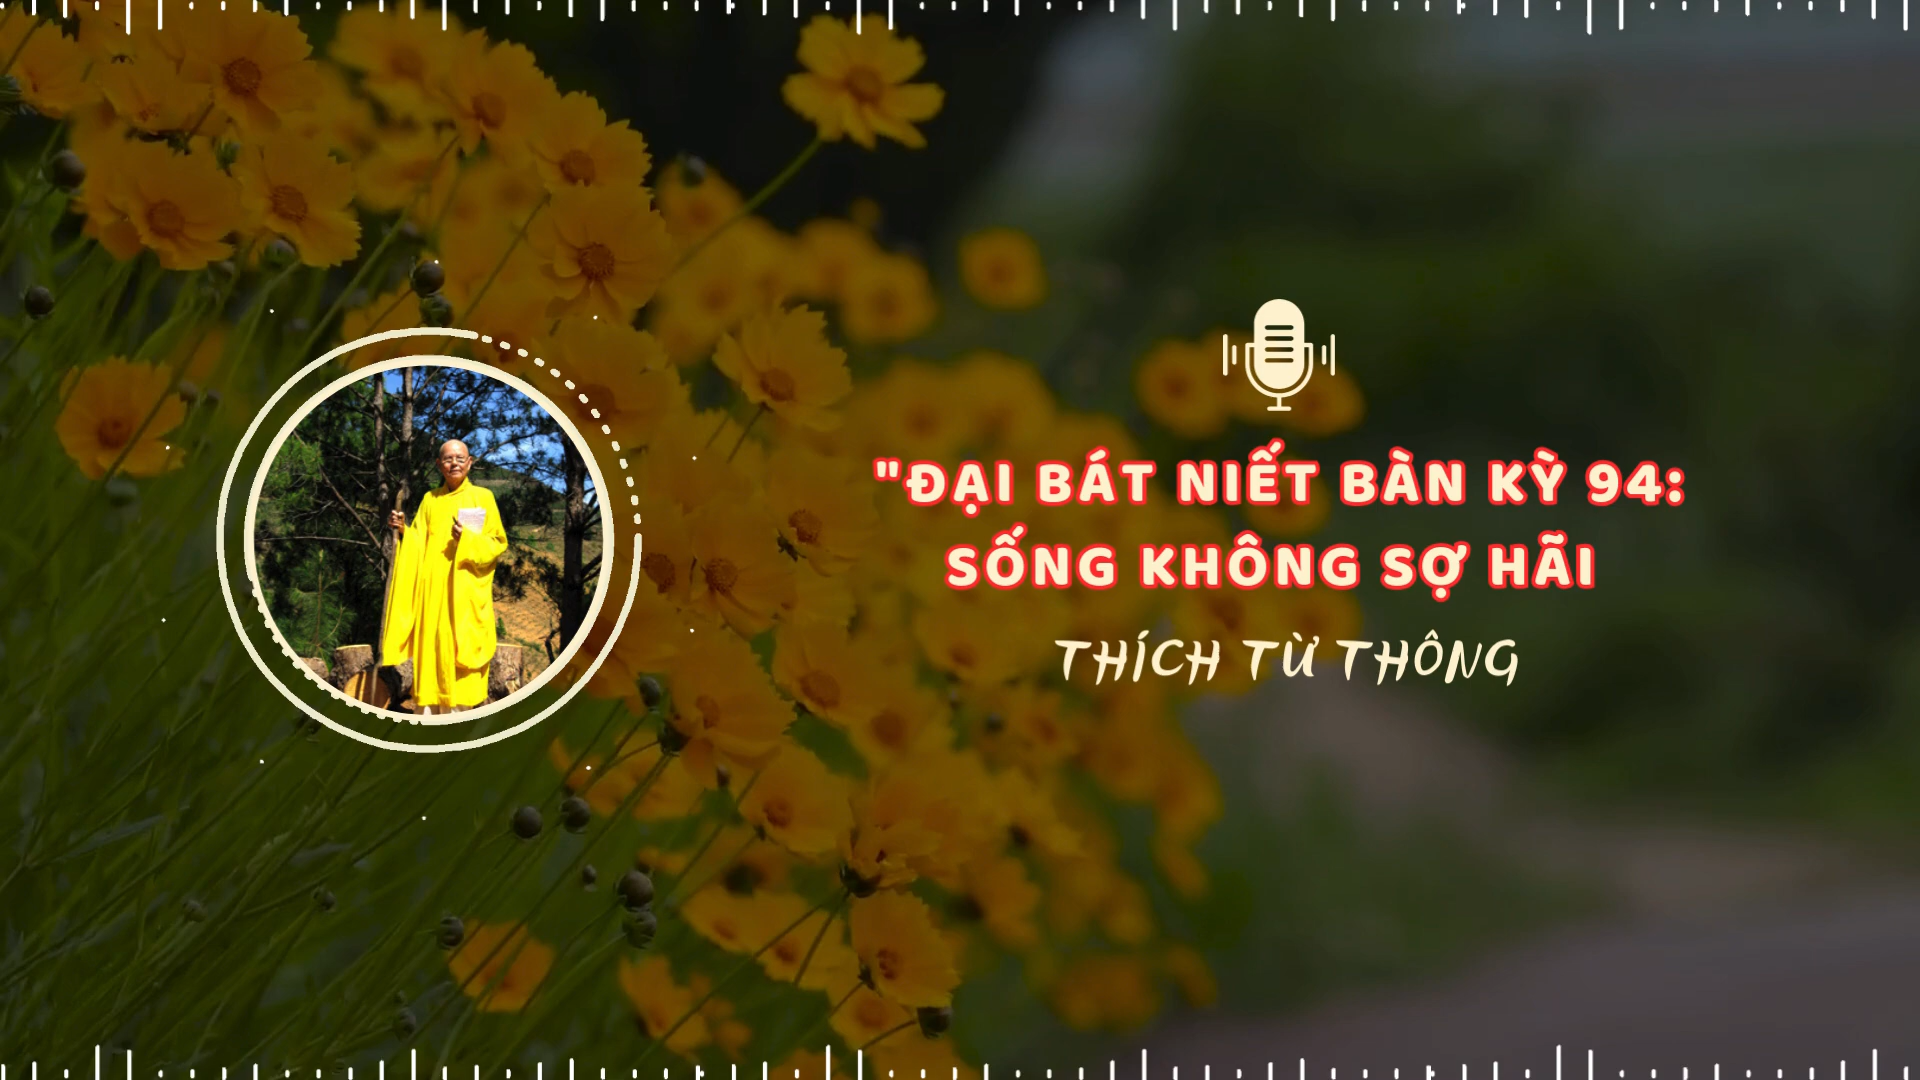 "ĐẠI BÁT NIẾT BÀN KỲ 94:
SỐNG KHÔNG SỢ HÃI
THÍCH TỪ THÔNG